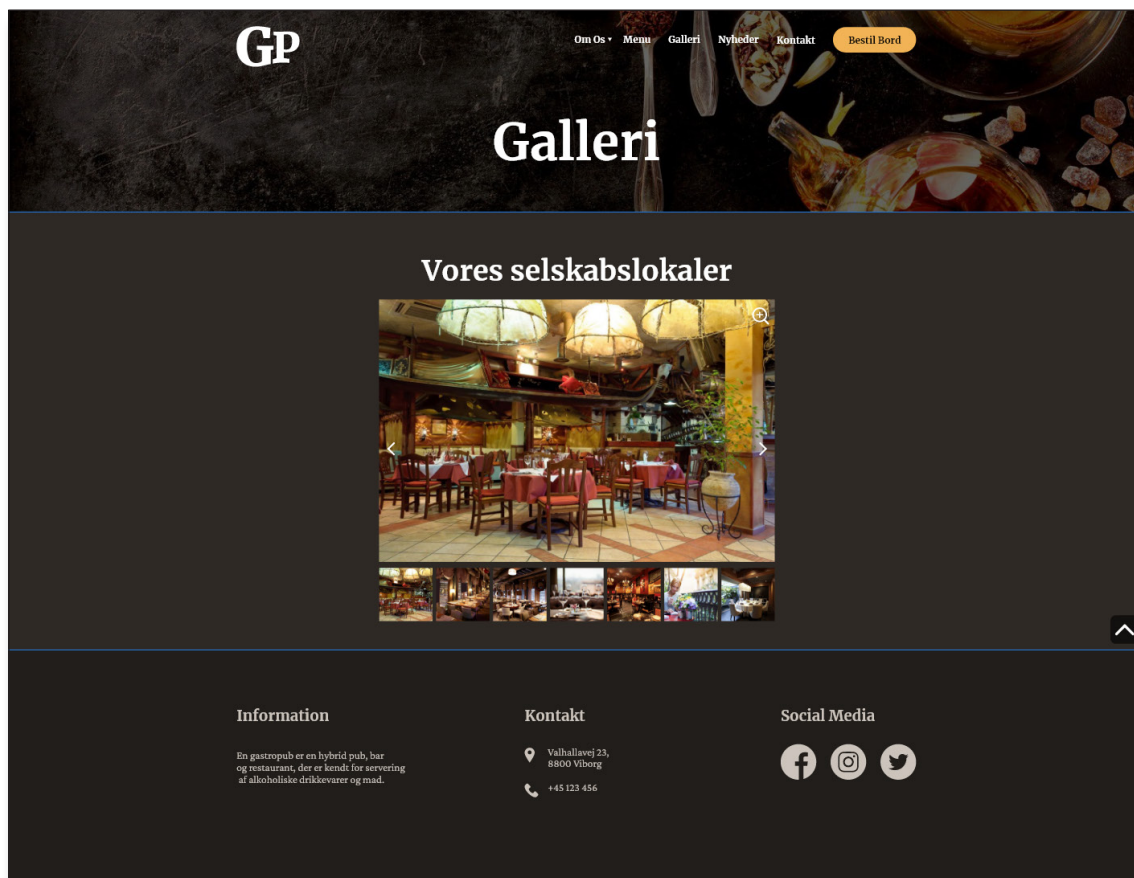 GP
Om Os ▾ Menu Galleri Nyheder Kontakt Bestil Bord
Galleri
Vores selskabslokaler
Information
En gastropub er en hybrid pub, bar
og restaurant, der er kendt for servering
af alkoholiske drikkevarer og mad.
Kontakt
Valhallavej 23,
8800 Viborg
+45 123 456
Social Media